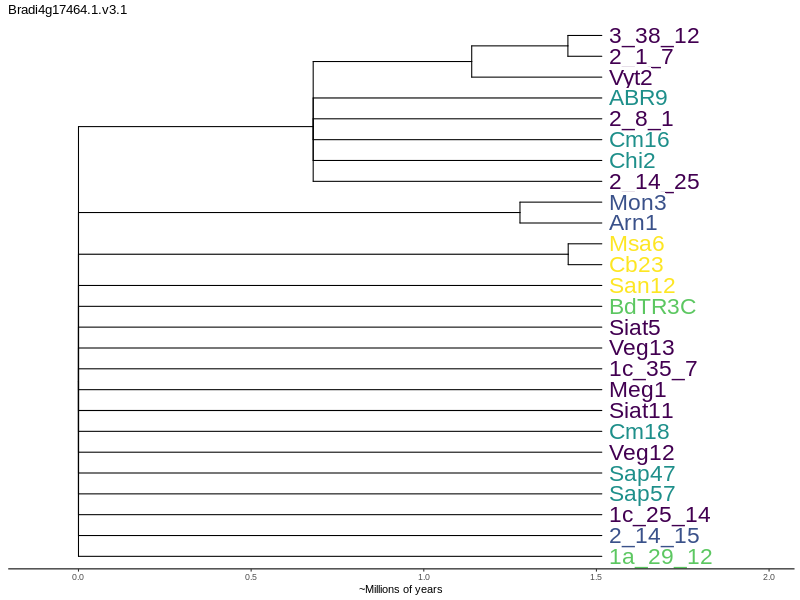 Bradi4g17464.1.v3.1
3_38_12
2_1_7
Vyt2
ABR9
2_8_1
Cm16
Chi2
2_14_25
Mon3
Arn1
Msa6
Cb23
San12
BdTR3C
Siat5
Veg13
1c_35_7
Meg1
Siat11
Cm18
Veg12
Sap47
Sap57
1c_25_14
2_14_15
1a_29_12
0.0 0.5 1.0 1.5 2.0
~Millions of years